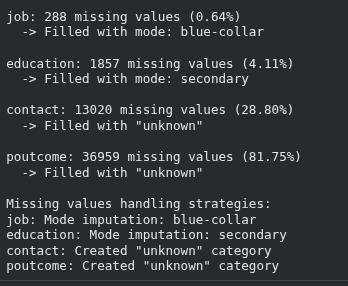 job: 288 missing values (0.64%)
  -> Filled with mode: blue-collar

education: 1857 missing values (4.11%)
  -> Filled with mode: secondary

contact: 13020 missing values (28.80%)
  -> Filled with "unknown"

poutcome: 36959 missing values (81.75%)
  -> Filled with "unknown"

Missing values handling strategies:
job: Mode imputation: blue-collar
education: Mode imputation: secondary
contact: Created "unknown" category
poutcome: Created "unknown" category